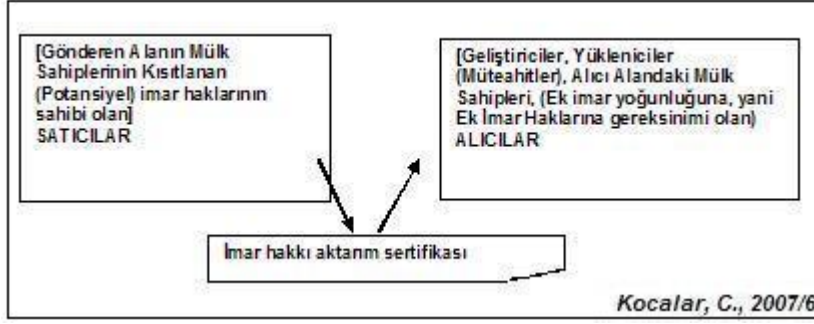 [Gönderen Alanın Mülk
Sahiplerinin Kısıtlanan
(Potansiyel) imar haklarının
sahibi olan]
SATICILAR
[Geliştiriciler, Yükleniciler
(Müteahitler), Alıcı Alandaki Mülk
Sahipleri, (Ek imar yoğunluğuna, yani
Ek İmar Haklarına gereksinimi olan)
ALICILAR
İmar hakkı aktarım sertifikası
Kocalar, C., 2007/6